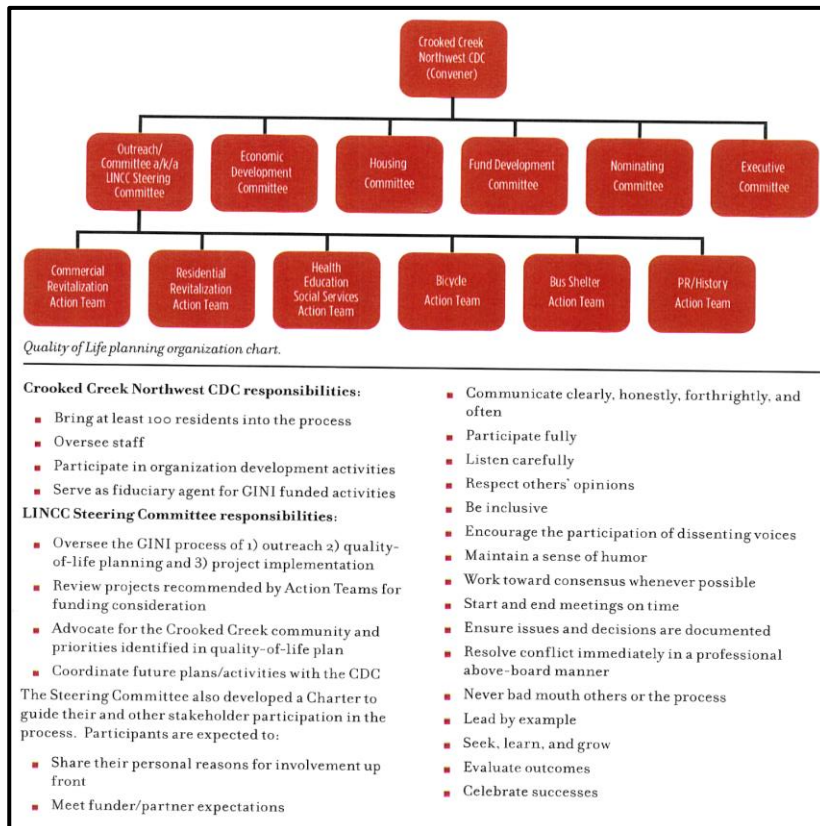 Crooked Creek
Northwest CDC
(Convener)
Outreach/
Committee a/k/a
LINCC Steering
Committee
Economic
Development
Committee
Housing
Committee
Fund Development
Committee
Nominating
Committee
Executive
Committee
Commercial
Revitalization
Action Team
Residential
Revitalization
Action Team
Health
Education
Social Services
Action Team
Bicycle
Action Team
Bus Shelter
Action Team
PR/History
Action Team
Quality of Life planning organization chart.
Crooked Creek Northwest CDC responsibilities:
Bring at least 100 residents into the process
Oversee staff
Participate in organization development activities
Serve as fiduciary agent for GINI funded activities
LINCC Steering Committee responsibilities:
Oversee the GINI process of 1) outreach 2) quality-
of-life planning and 3) project implementation
Review projects recommended by Action Teams for
funding consideration
Advocate for the Crooked Creek community and
priorities identified in quality-of-life plan
Coordinate future plans/activities with the CDC
The Steering Committee also developed a Charter to
guide their and other stakeholder participation in the
process. Participants are expected to:
Share their personal reasons for involvement up
front
Meet funder/partner expectations
Communicate clearly, honestly, forthrightly, and
often
Participate fully
Listen carefully
Respect others' opinions
Be inclusive
Encourage the participation of dissenting voices
Maintain a sense of humor
Work toward consensus whenever possible
Start and end meetings on time
Ensure issues and decisions are documented
Resolve conflict immediately in a professional
above-board manner
Never bad mouth others or the process
Lead by example
Seek, learn, and grow
Evaluate outcomes
Celebrate successes